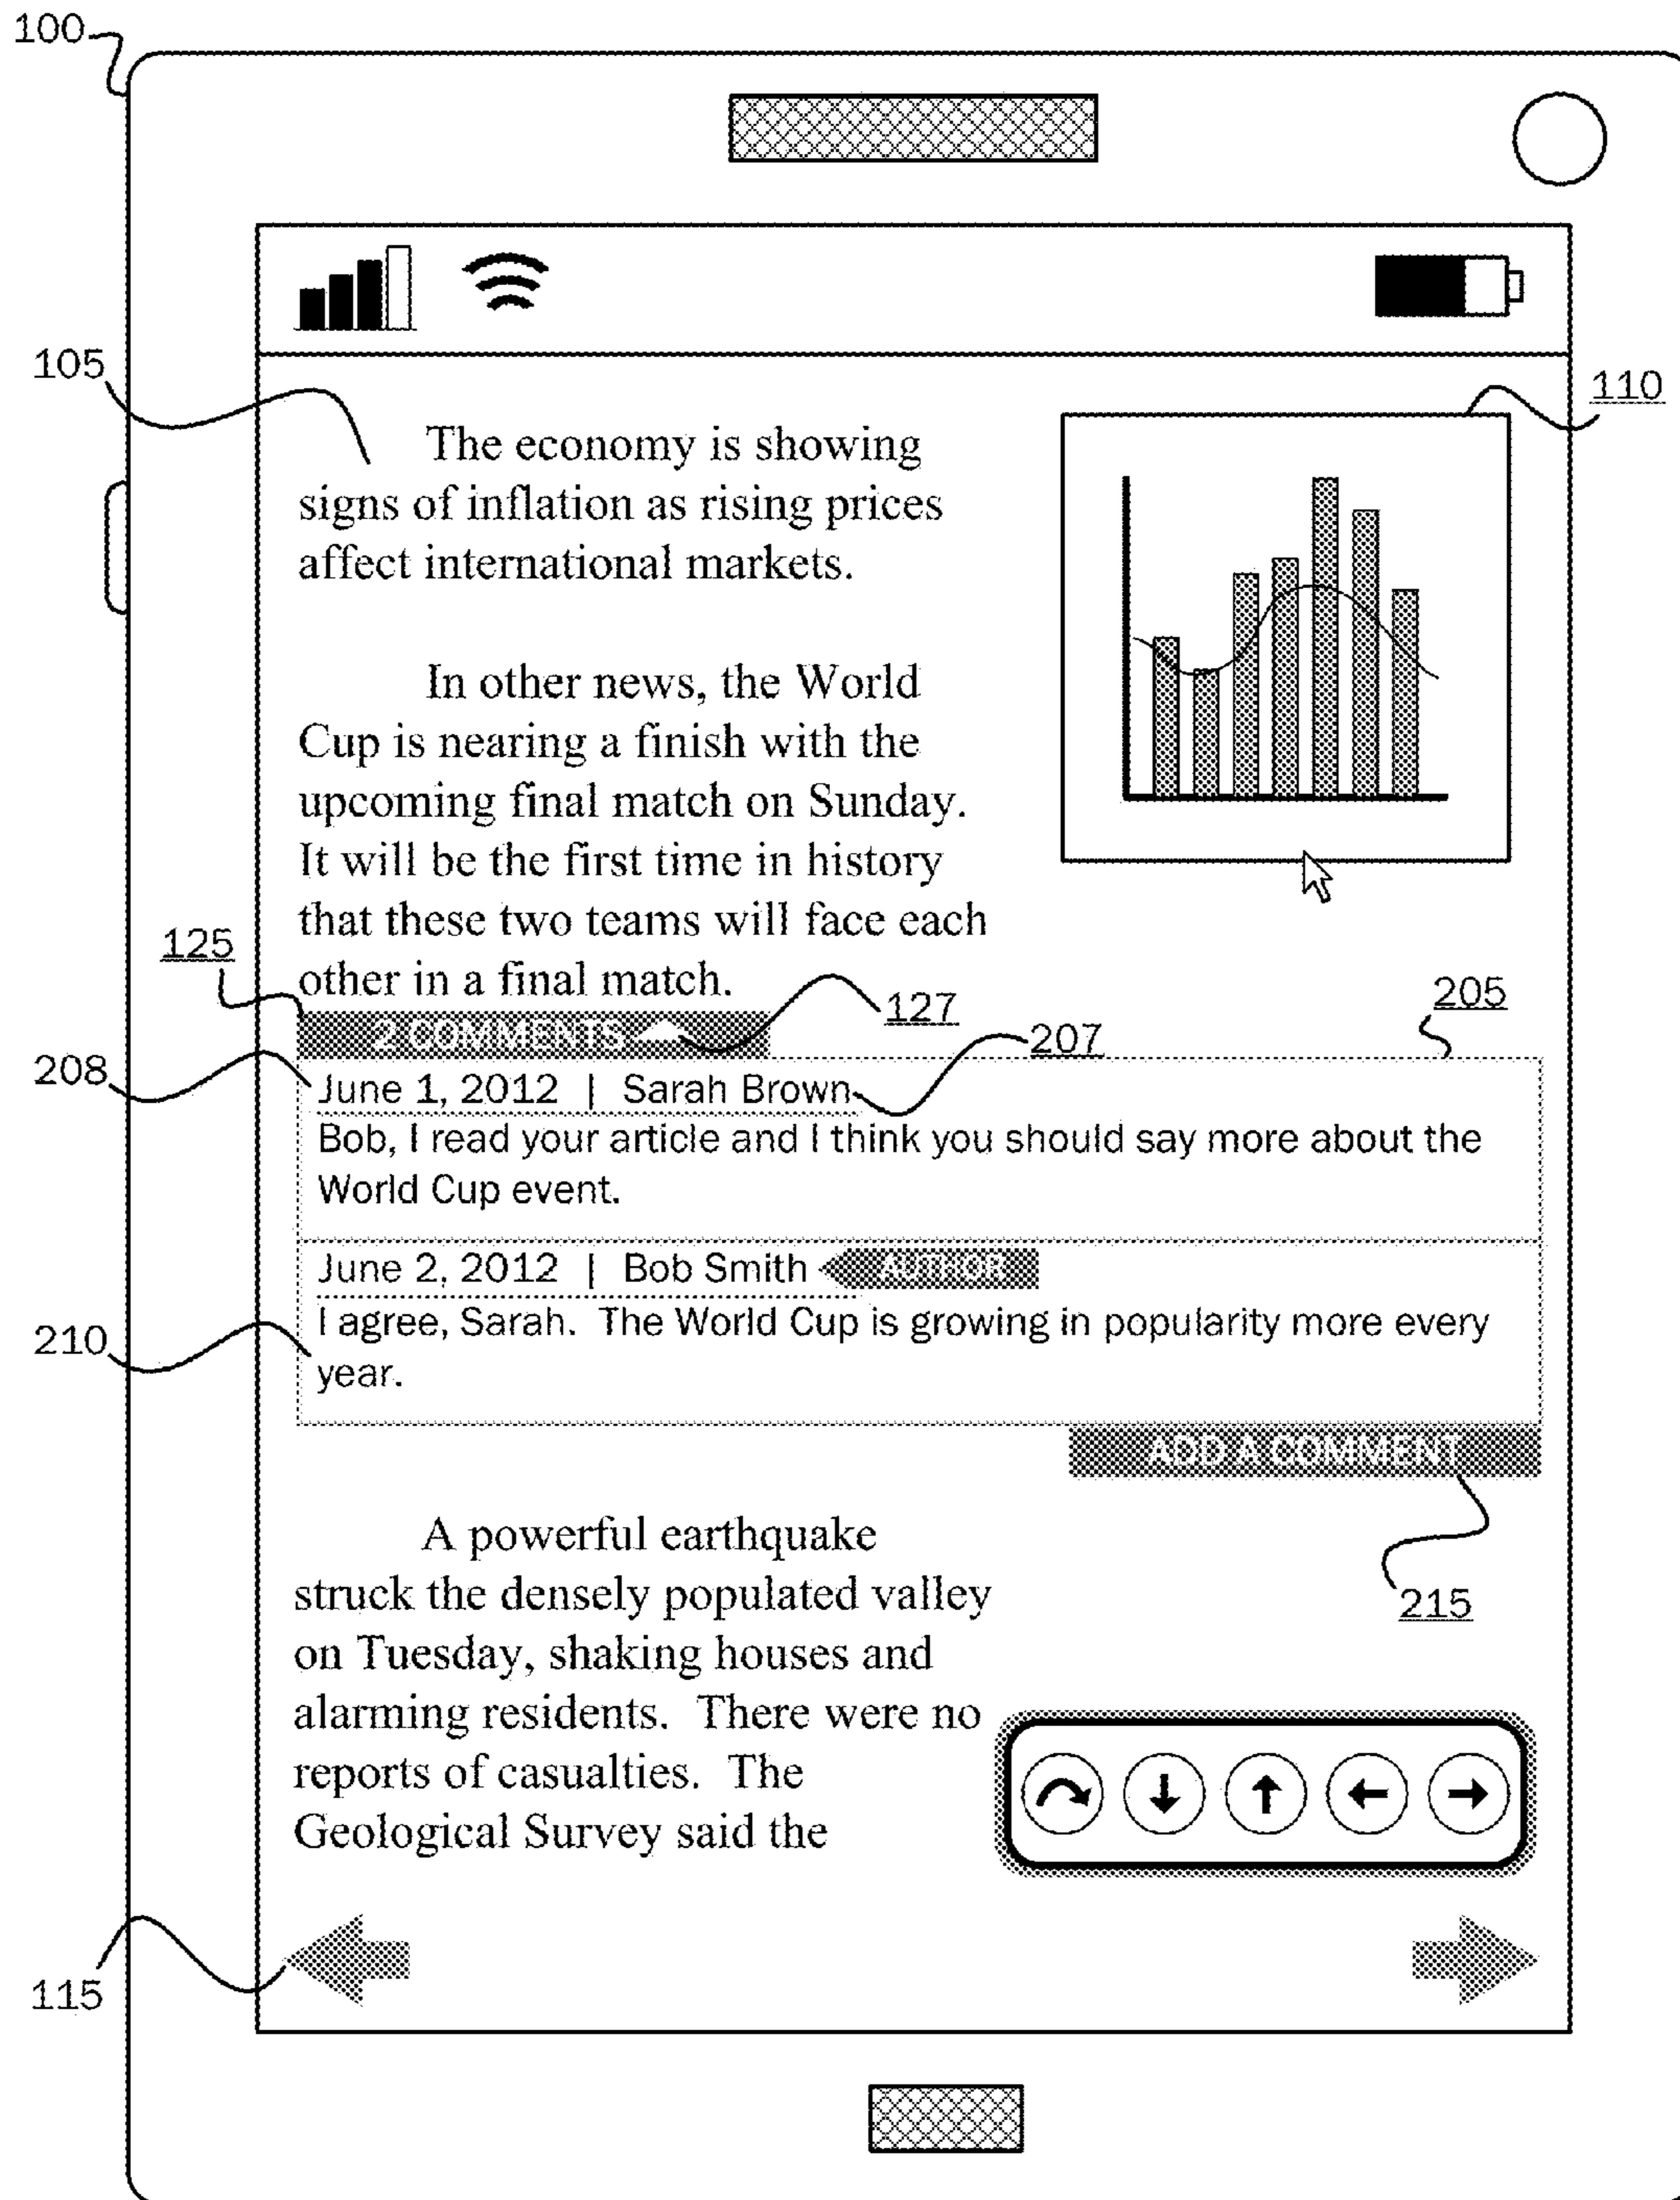 100
105
110
The economy is showing
signs of inflation as rising prices
affect international markets.
In other news, the World
Cup is nearing a finish with the
upcoming final match on Sunday.
It will be the first time in history
that these two teams will face each
other in a final match.
125
127
205
2 COMMENTS
207
208
June 1, 2012 | Sarah Brown
Bob, I read your article and I think you should say more about the
World Cup event.
June 2, 2012 | Bob Smith AUTHOR
210
I agree, Sarah. The World Cup is growing in popularity more every
year.
ADD A COMMENT
215
A powerful earthquake
struck the densely populated valley
on Tuesday, shaking houses and
alarming residents. There were no
reports of casualties. The
Geological Survey said the
115